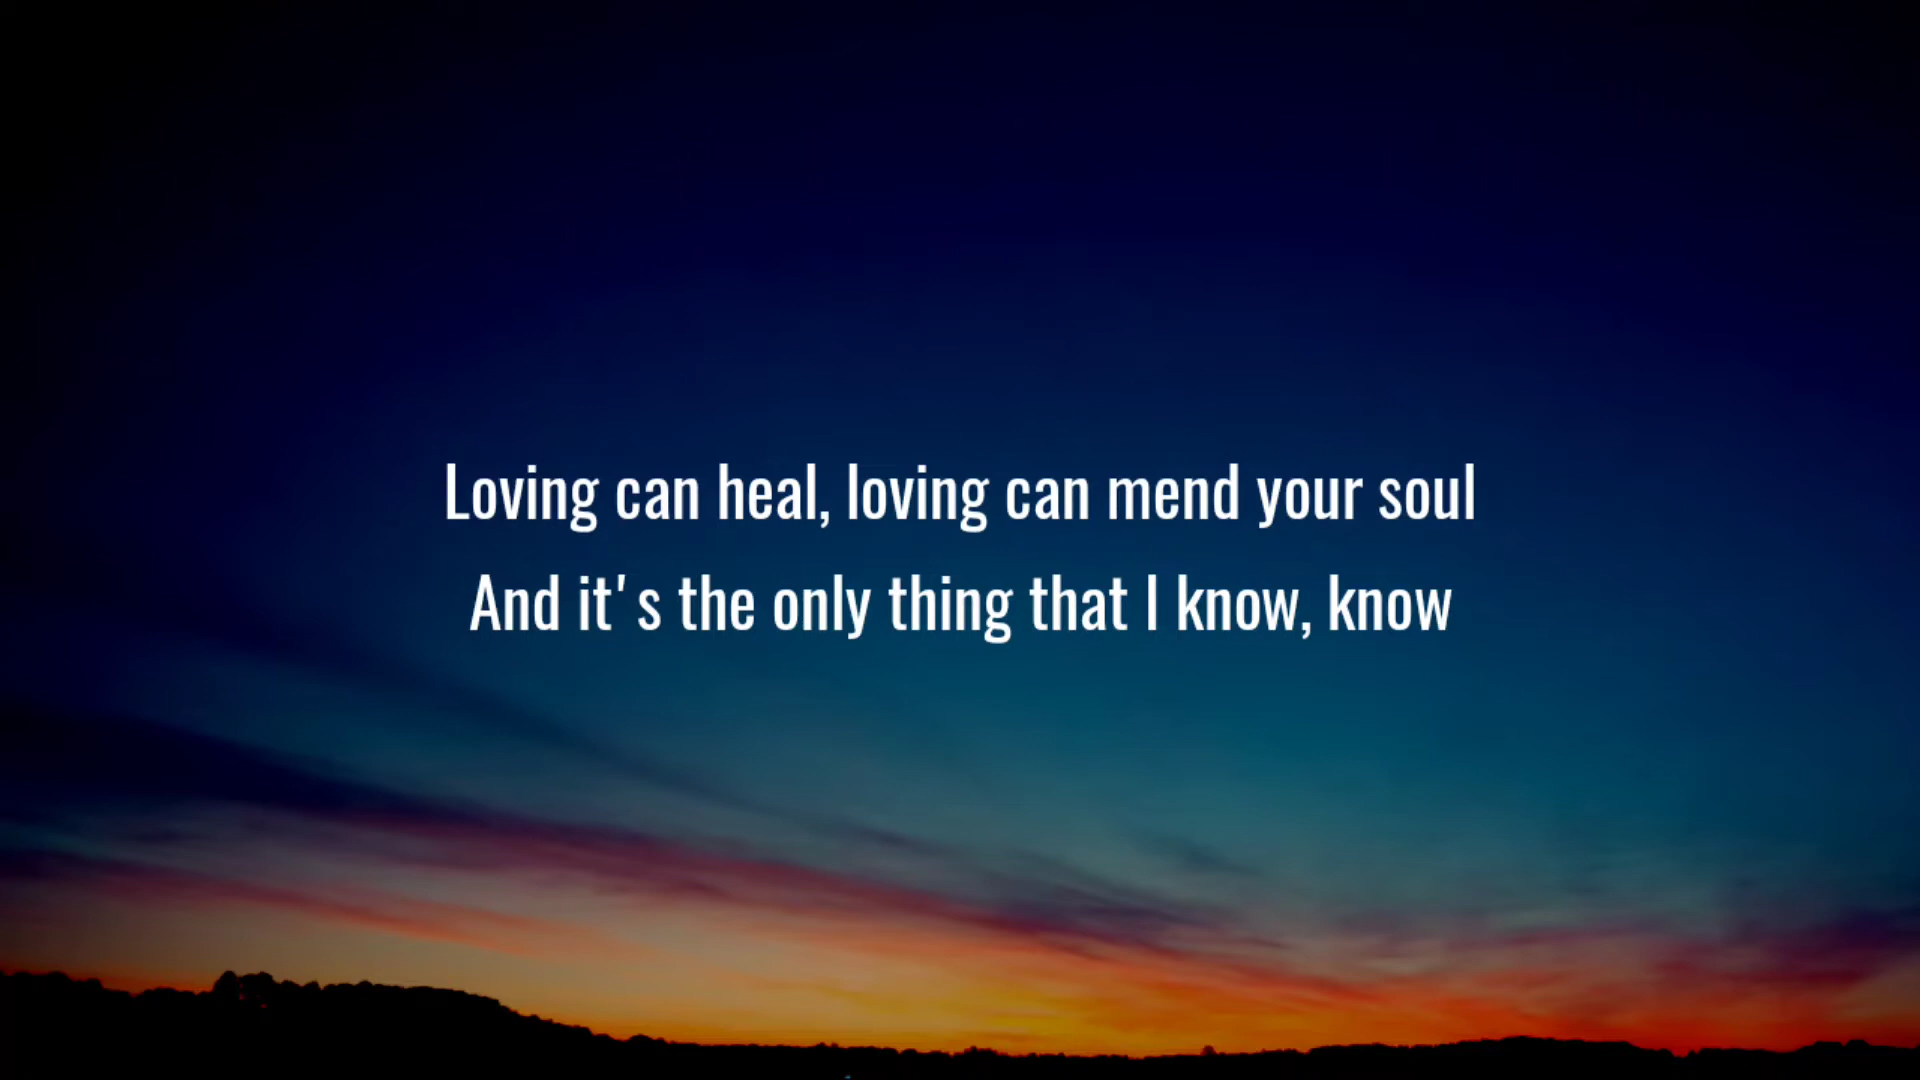 Loving can heal, loving can mend your soul
And it's the only thing that I know, know